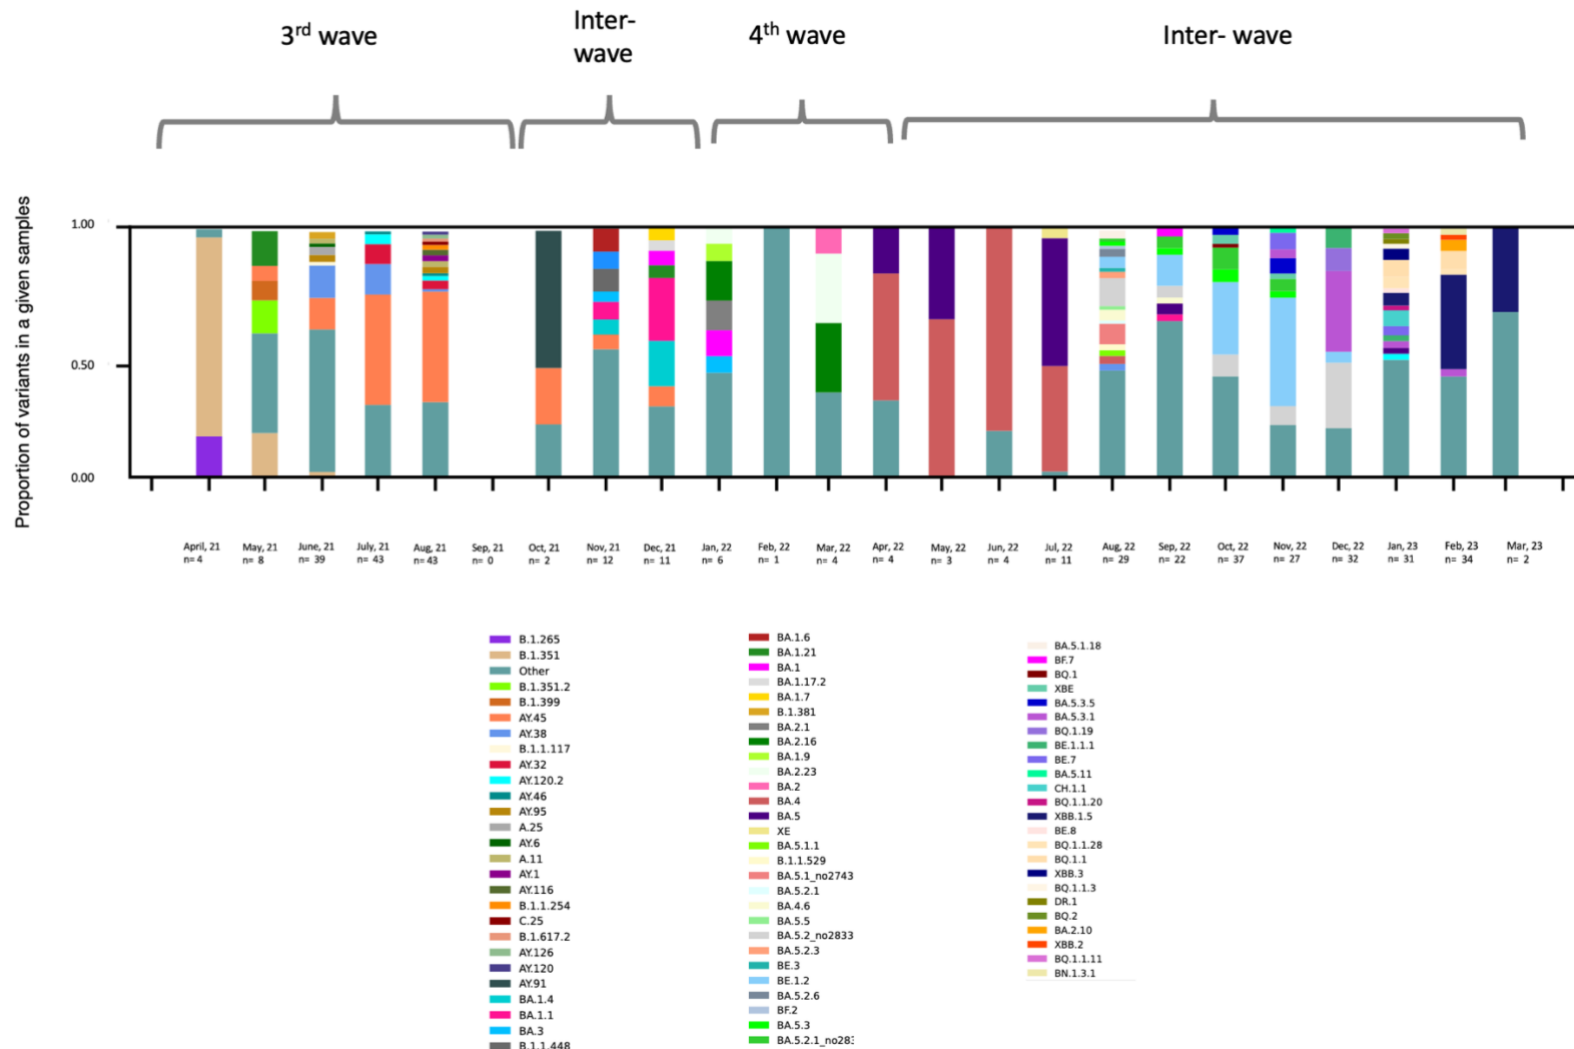 3rd wave
Inter-
wave
4th wave
Inter- wave
Proportion of variants in a given samples
1.00
0.50
0.00
April, 21
n= 4
May, 21
n= 8
June, 21
n= 39
July, 21
n= 43
Aug, 21
n= 43
Sep, 21
n= 0
Oct, 21
n= 2
Nov, 21
n= 12
Dec, 21
n= 11
Jan, 22
n= 6
Feb, 22
n= 1
Mar, 22
n= 4
Apr, 22
n= 4
May, 22
n= 3
Jun, 22
n= 4
Jul, 22
n= 11
Aug, 22
n= 29
Sep, 22
n= 22
Oct, 22
n= 37
Nov, 22
n= 27
Dec, 22
n= 32
Jan, 23
n= 31
Feb, 23
n= 34
Mar, 23
n= 2
B.1.265
B.1.351
Other
B.1.351.2
B.1.399
AY.45
AY.38
B.1.1.117
AY.32
AY.120.2
AY.46
AY.95
A.25
AY.6
A.11
AY.1
AY.116
B.1.1.254
C.25
B.1.617.2
AY.126
AY.120
AY.91
BA.1.4
BA.1.1
BA.3
B.1.1.448
BA.1.6
BA.1.21
BA.1
BA.1.17.2
BA.1.7
B.1.381
BA.2.1
BA.2.16
BA.1.9
BA.2.23
BA.2
BA.4
BA.5
XE
BA.5.1.1
B.1.1.529
BA.5.1_no2743
BA.5.2.1
BA.4.6
BA.5.5
BA.5.2_no2833
BA.5.2.3
BE.3
BE.1.2
BA.5.2.6
BF.2
BA.5.3
BA.5.2.1_no283
BA.5.1.18
BF.7
BQ.1
XBE
BA.5.3.5
BA.5.3.1
BQ.1.19
BE.1.1.1
BE.7
BA.5.11
CH.1.1
BQ.1.1.20
XBB.1.5
BE.8
BQ.1.1.28
BQ.1.1
XBB.3
BQ.1.1.3
DR.1
BQ.2
BA.2.10
XBB.2
BQ.1.1.11
BN.1.3.1